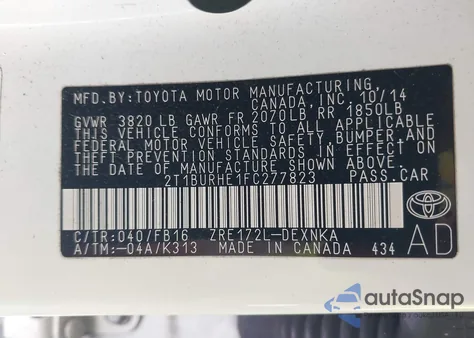 MFD.BY:TOYOTA MOTOR MANUFACTURING,
CANADA, INC. 10/14
GVWR 3820 LB GAWR FR 2070LB RR 1850LB
THIS VEHICLE CONFORMS TO ALL APPLICABLE
FEDERAL MOTOR VEHICLE SAFETY, BUMPER AND
THEFT PREVENTION STANDARDS IN EFFECT ON
THE DATE OF MANUFACTURE SHOWN ABOVE.
2T1BURHE1FC277823 PASS.CAR
C/TR:040/FB16 ZRE172L-DEXNKA
A/TM:-04A/K313 MADE IN CANADA 434
AD
autoSnap